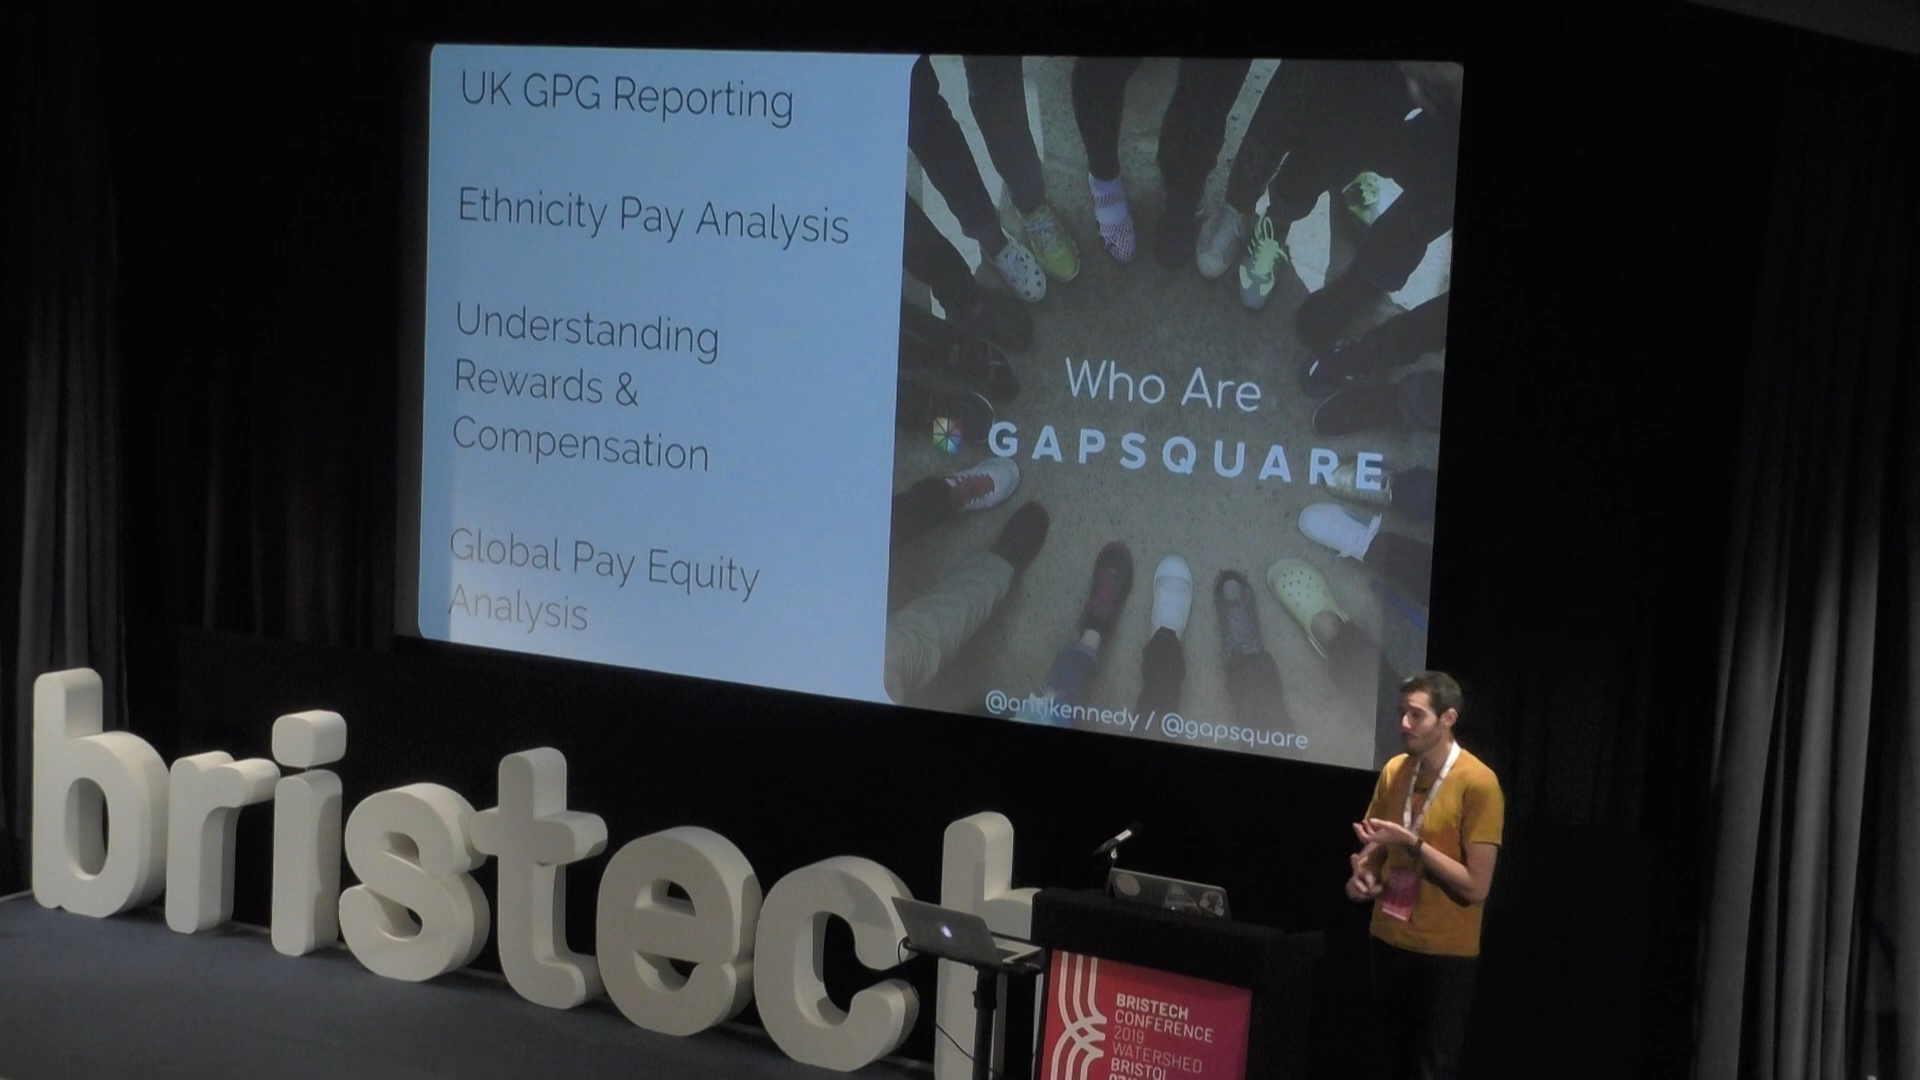 UK GPG Reporting
Ethnicity Pay Analysis
Understanding
Rewards &
Compensation
Global Pay Equity
Analysis
Who Are
GAPSQUARE
/ @gapsquare
bristech
BRISTECH
CONFERENCE
2019
WATERSHED
BRISTOL